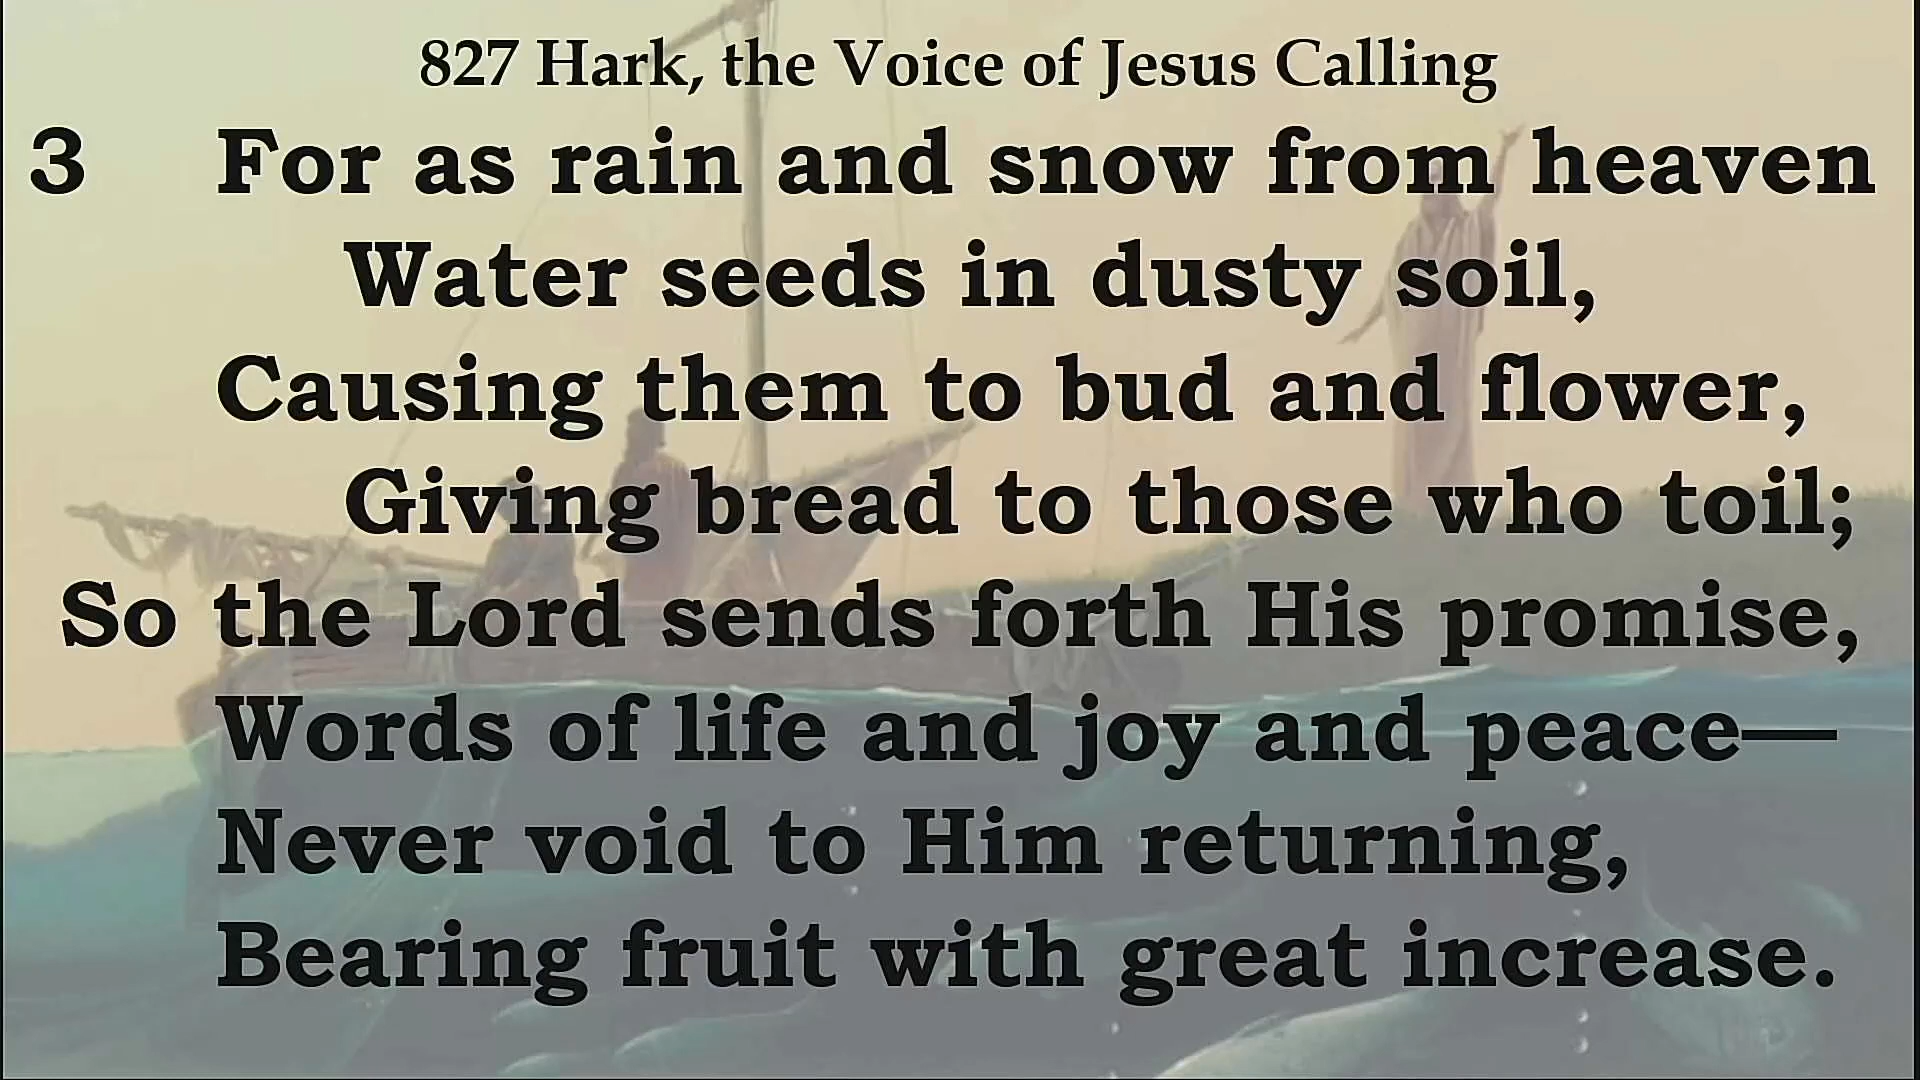 827 Hark, the Voice of Jesus Calling
3 For as rain and snow from heaven
Water seeds in dusty soil,
Causing them to bud and flower,
Giving bread to those who toil;
So the Lord sends forth His promise,
Words of life and joy and peace—
Never void to Him returning,
Bearing fruit with great increase.